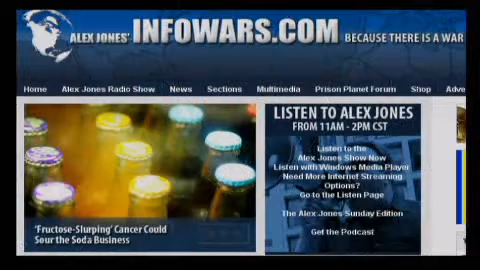 ALEX JONES' INFOWARS.COM BECAUSE THERE IS A WAR
Home Alex Jones Radio Show News Sections Multimedia Prison Planet Forum Shop Adve
LISTEN TO ALEX JONES
FROM 11AM - 2PM CST
Listen to the
Alex Jones Show Now
Listen with Windows Media Player
Need More Internet Streaming
Options?
Go to the Listen Page
The Alex Jones Sunday Edition
Get the Podcast
'Fructose-Slurping' Cancer Could
Sour the Soda Business